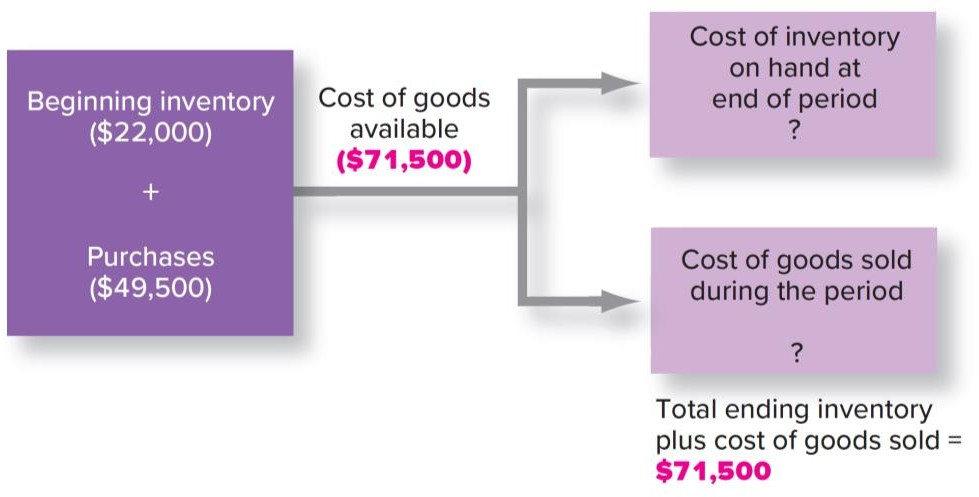 Beginning inventory
($22,000)
+
Purchases
($49,500)
Cost of goods
available
($71,500)
Cost of inventory
on hand at
end of period
?
Cost of goods sold
during the period
?
Total ending inventory
plus cost of goods sold =
$71,500